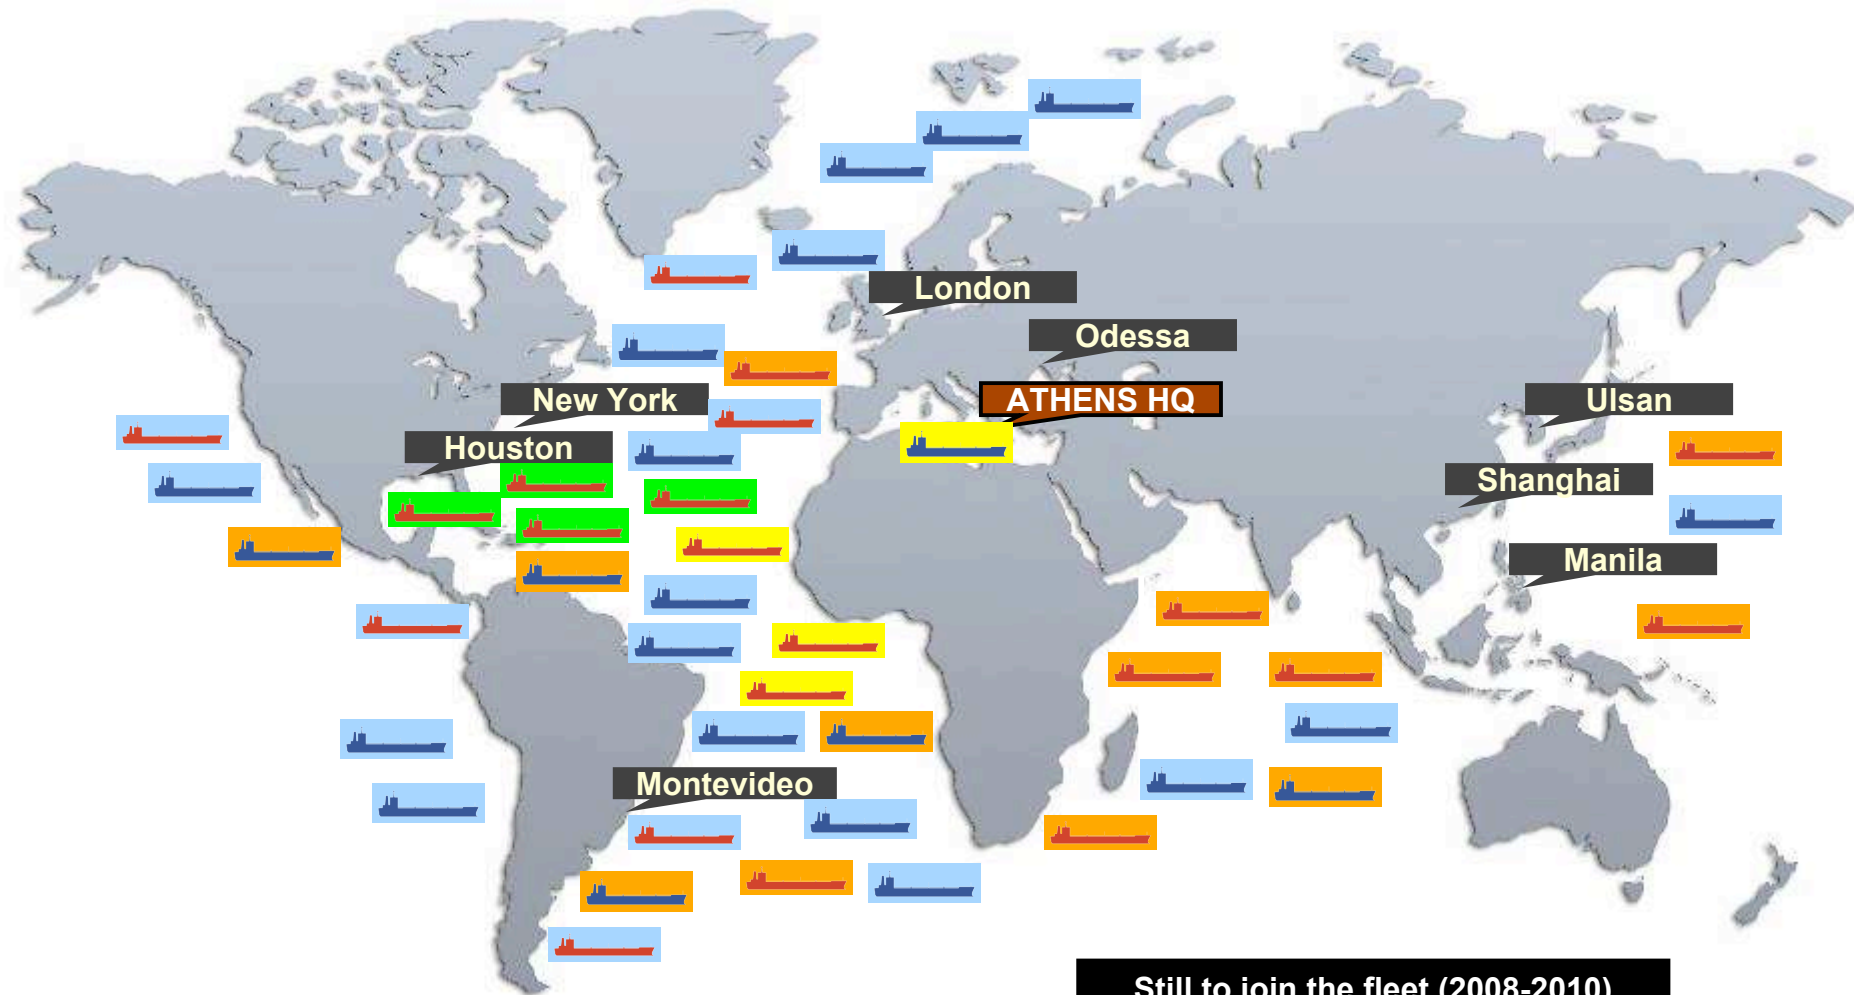 London
Odessa
New York
ATHENS HQ
Ulsan
Houston
Shanghai
Manila
Montevideo
Still to join the fleet (2008-2010)